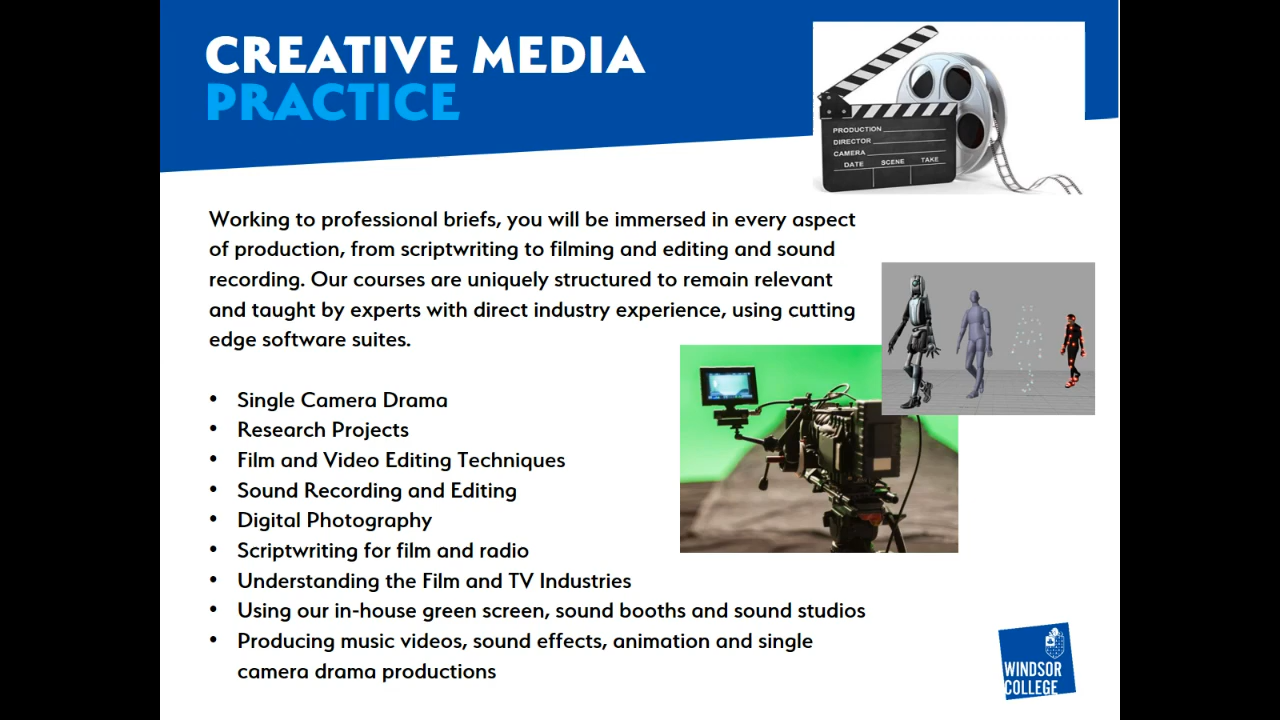 CREATIVE MEDIA
PRACTICE
PRODUCTION
DIRECTOR
CAMERA
DATE SCENE TAKE
Working to professional briefs, you will be immersed in every aspect
of production, from scriptwriting to filming and editing and sound
recording. Our courses are uniquely structured to remain relevant
and taught by experts with direct industry experience, using cutting
edge software suites.
• Single Camera Drama
• Research Projects
• Film and Video Editing Techniques
• Sound Recording and Editing
• Digital Photography
• Scriptwriting for film and radio
• Understanding the Film and TV Industries
• Using our in-house green screen, sound booths and sound studios
• Producing music videos, sound effects, animation and single
camera drama productions
WINDSOR
COLLEGE